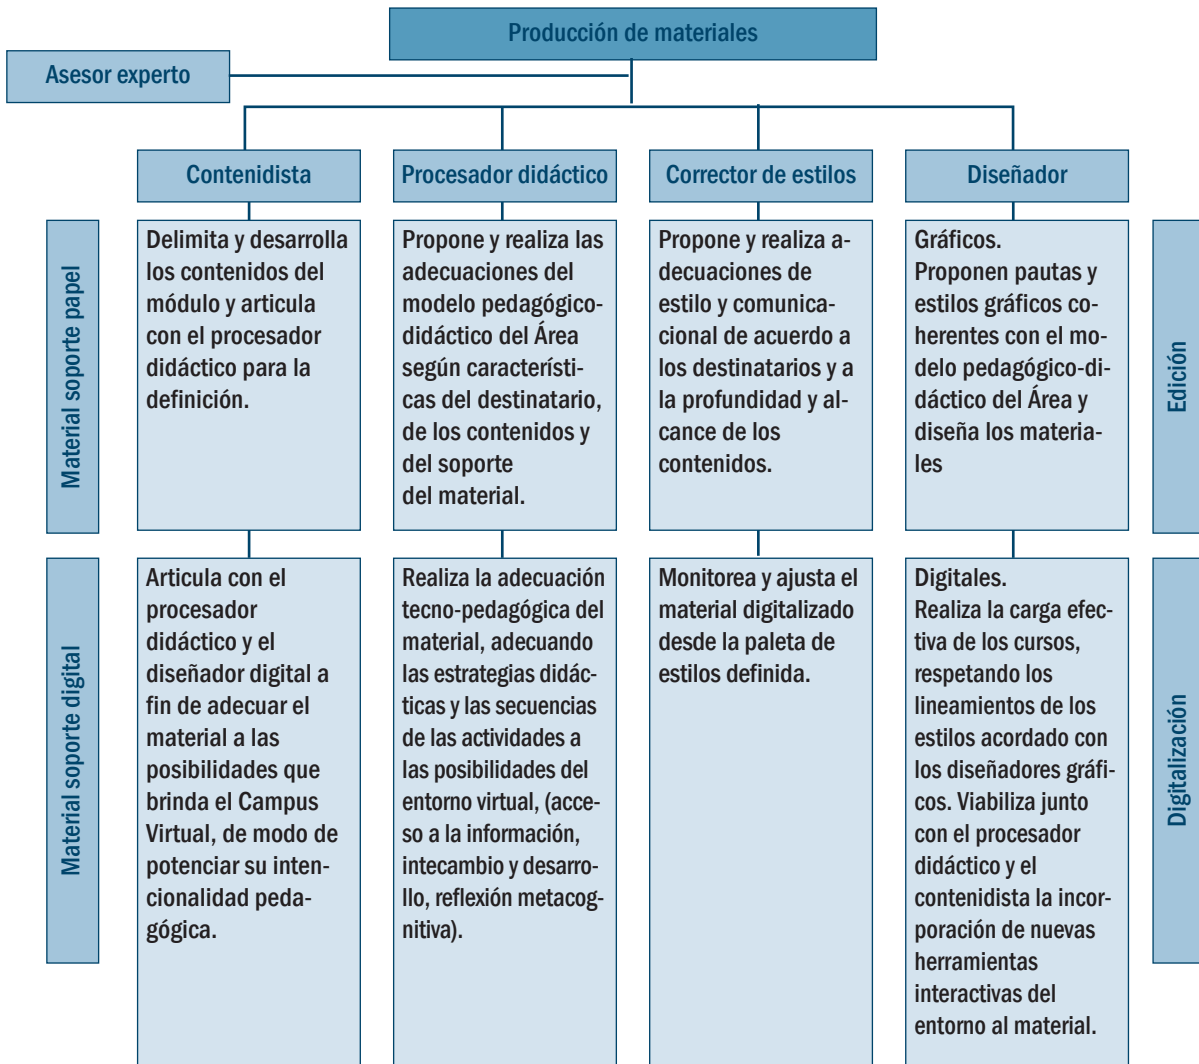 Producción de materiales
Asesor experto
Contenidista
Procesador didáctico
Corrector de estilos
Diseñador
Material soporte papel
Delimita y desarrolla
los contenidos del
módulo y articula
con el procesador
didáctico para la
definición.
Propone y realiza las
adecuaciones del
modelo pedagógico-
didáctico del Área
según característi-
cas del destinatario,
de los contenidos y
del soporte
del material.
Propone y realiza a-
decuaciones de
estilo y comunica-
cional de acuerdo a
los destinatarios y a
la profundidad y al-
cance de los
contenidos.
Gráficos.
Proponen pautas y
estilos gráficos co-
herentes con el mo-
delo pedagógico-di-
dáctico del Área y
diseña los materia-
les
Edición
Material soporte digital
Articula con el
procesador
didáctico y el
diseñador digital a
fin de adecuar el
material a las
posibilidades que
brinda el Campus
Virtual, de modo de
potenciar su inten-
cionalidad peda-
gógica.
Realiza la adecuación
tecno-pedagógica del
material, adecuando
las estrategias didác-
ticas y las secuencias
de las actividades a
las posibilidades del
entorno virtual, (acce-
so a la información,
intecambio y desarro-
llo, reflexión metacog-
nitiva).
Monitorea y ajusta el
material digitalizado
desde la paleta de
estilos definida.
Digitales.
Realiza la carga efec-
tiva de los cursos,
respetando los
lineamientos de los
estilos acordado con
los diseñadores gráfi-
cos. Viabiliza junto
con el procesador
didáctico y el
contenidista la incor-
poración de nuevas
herramientas
interactivas del
entorno al material.
Digitalización